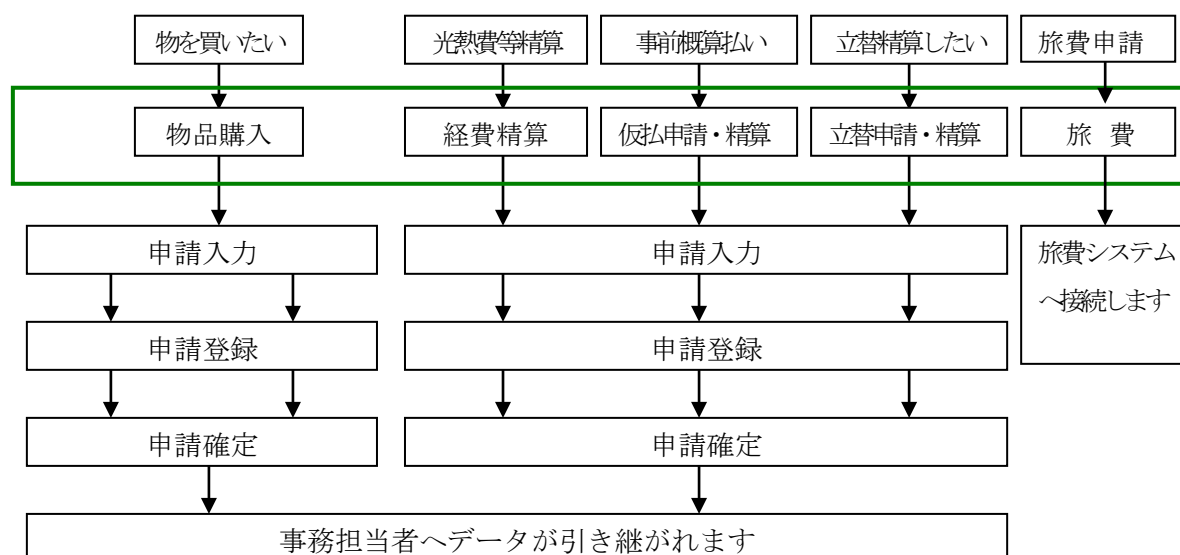 物を買いたい
光熱費等精算
事前概算払い
立替精算したい
旅費申請
物品購入
経費精算
仮払申請・精算
立替申請・精算
旅 費
申請入力
申請入力
旅費システム
へ接続します
申請登録
申請登録
申請確定
申請確定
事務担当者へデータが引き継がれます